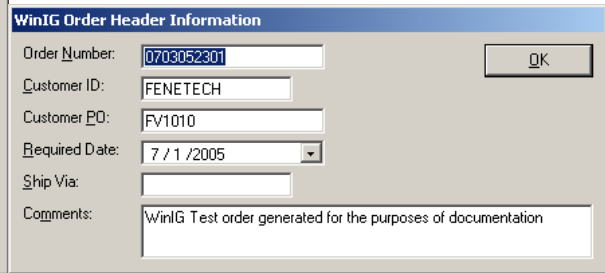 WinIG Order Header Information
Order Number: 0703052301
OK
Customer ID: FENETECH
Customer PO: FV1010
Required Date: 7 / 1 /2005
Ship Via:
Comments: WinIG Test order generated for the purposes of documentation